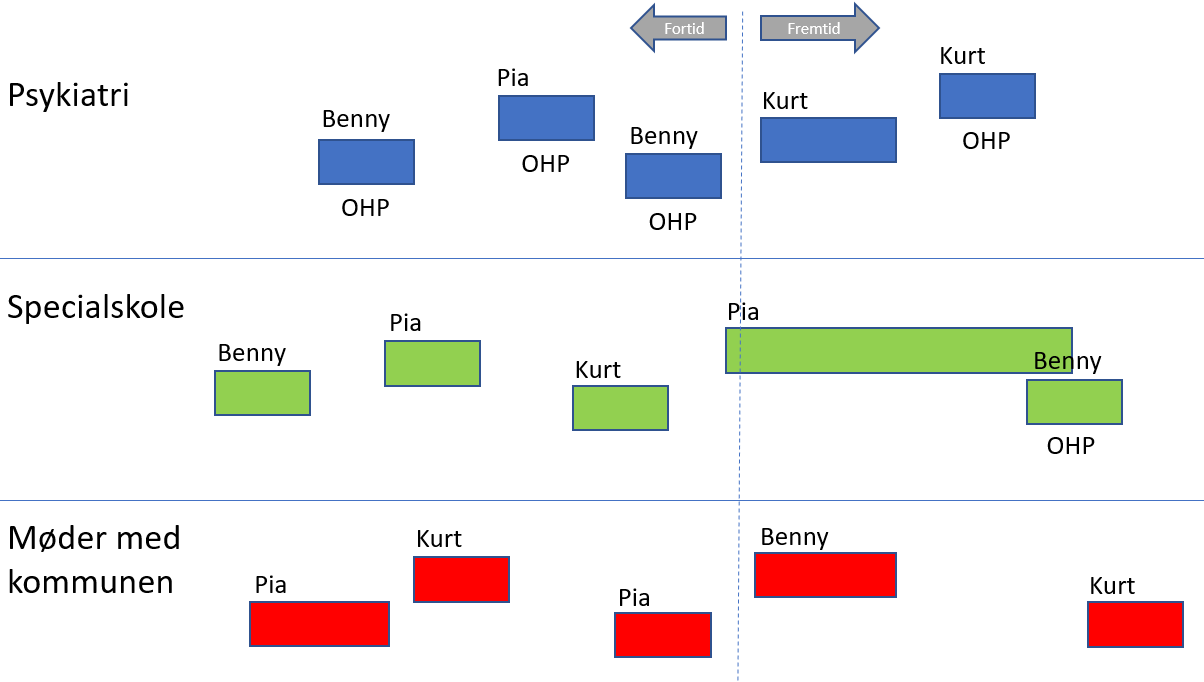 Fortid
Fremtid
Psykiatri
Benny
OHP
Pia
OHP
Benny
OHP
Kurt
Kurt
OHP
Specialskole
Benny
Pia
Kurt
Pia
Benny
OHP
Møder med
kommunen
Pia
Kurt
Pia
Benny
Kurt